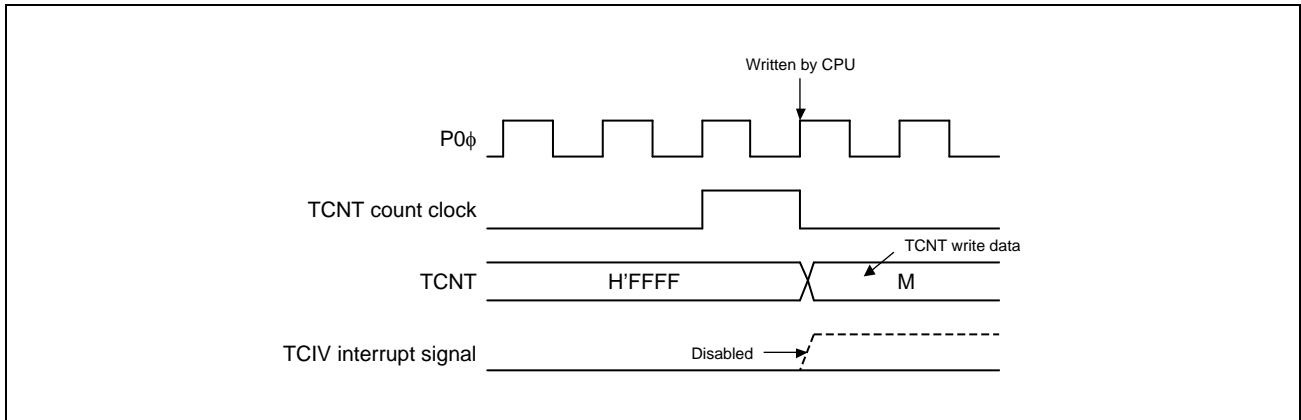 Written by CPU
P0ϕ
TCNT count clock
TCNT write data
TCNT
H'FFFF
M
TCIV interrupt signal
Disabled